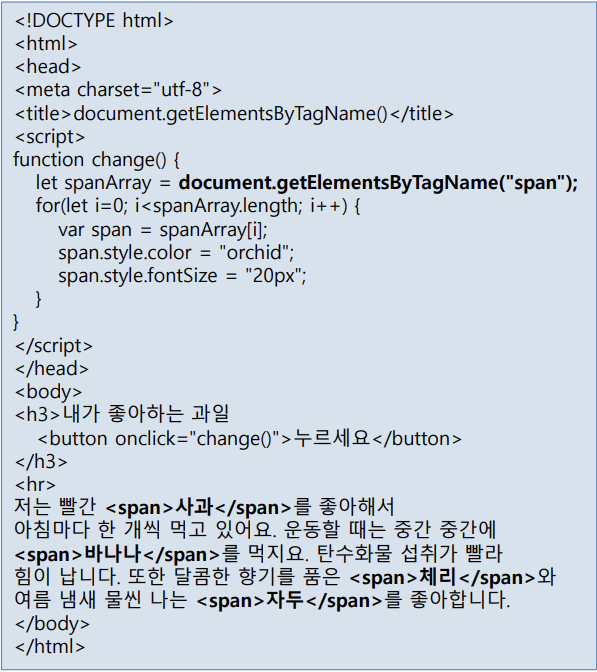 <!DOCTYPE html>
<html>
<head>
<meta charset="utf-8">
<title>document.getElementsByTagName()</title>
<script>
function change() {
let spanArray = document.getElementsByTagName("span");
for(let i=0; i<spanArray.length; i++) {
var span = spanArray[i];
span.style.color = "orchid";
span.style.fontSize = "20px";
}
}
</script>
</head>
<body>
<h3>내가 좋아하는 과일
<button onclick="change()">누르세요</button>
</h3>
<hr>
저는 빨간 <span>사과</span>를 좋아해서
아침마다 한 개씩 먹고 있어요. 운동할 때는 중간 중간에
<span>바나나</span>를 먹지요. 탄수화물 섭취가 빨라
힘이 납니다. 또한 달콤한 향기를 품은 <span>체리</span>와
여름 냄새 물씬 나는 <span>자두</span>를 좋아합니다.
</body>
</html>